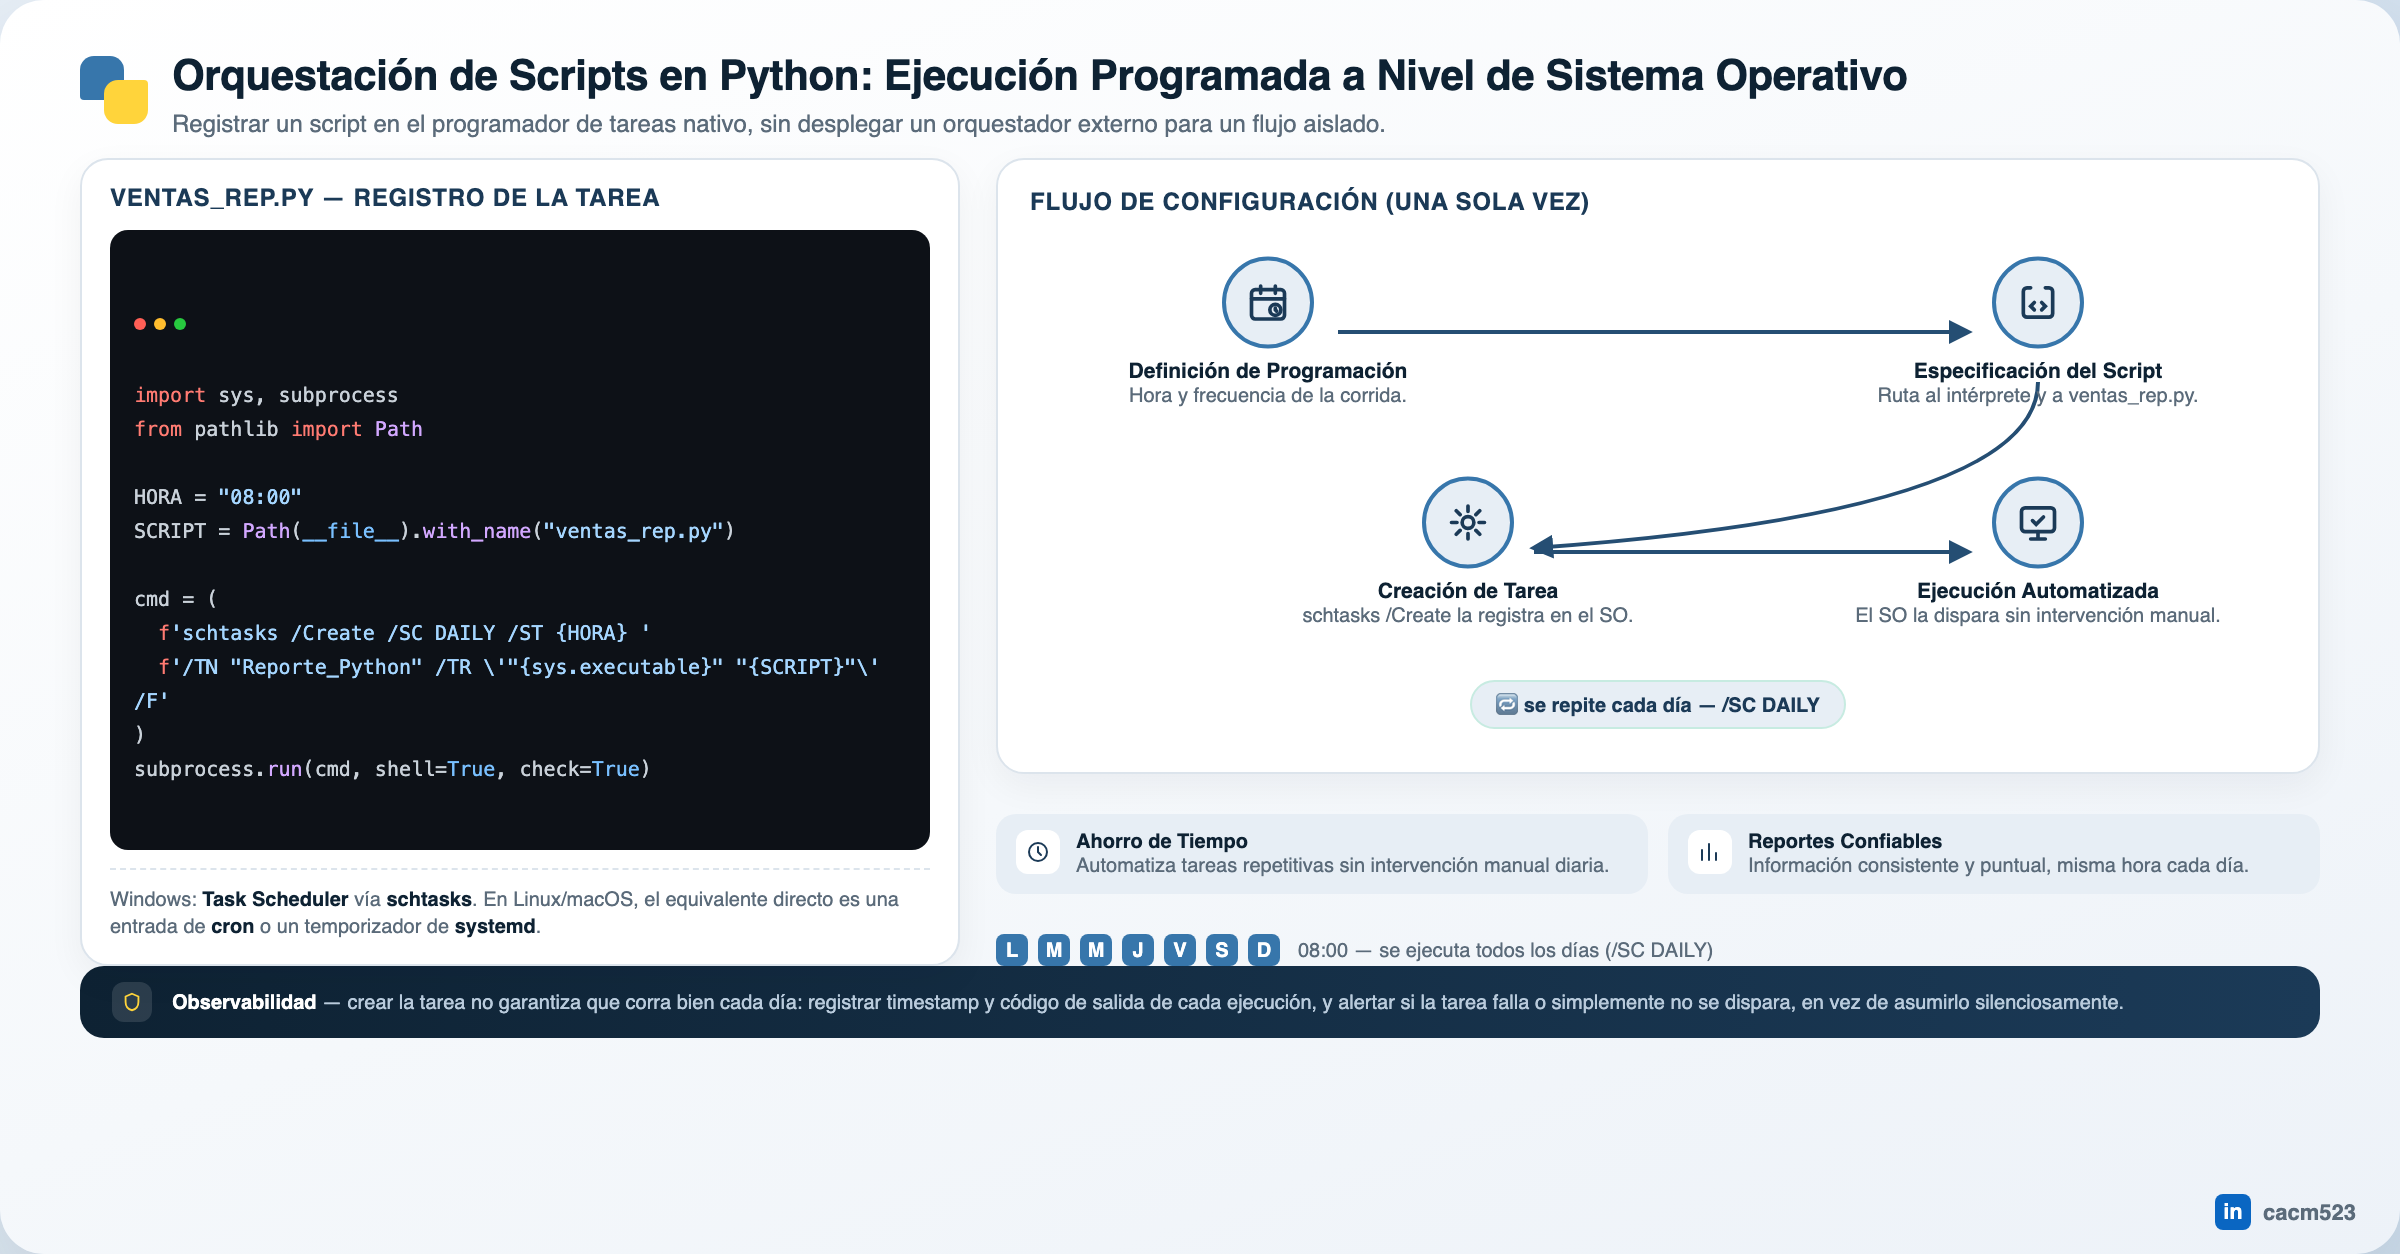 Orquestación de Scripts en Python: Ejecución Programada a Nivel de Sistema Operativo
Registrar un script en el programador de tareas nativo, sin desplegar un orquestador externo para un flujo aislado.
VENTAS_REP.PY — REGISTRO DE LA TAREA
import sys, subprocess
from pathlib import Path
HORA = "08:00"
SCRIPT = Path(__file__).with_name("ventas_rep.py")
cmd = (
  f'schtasks /Create /SC DAILY /ST {HORA} '
  f'/TN "Reporte_Python" /TR \'"{sys.executable}" "{SCRIPT}"\'
/F'
)
subprocess.run(cmd, shell=True, check=True)
Windows: Task Scheduler vía schtasks. En Linux/macOS, el equivalente directo es una
entrada de cron o un temporizador de systemd.
FLUJO DE CONFIGURACIÓN (UNA SOLA VEZ)
Definición de Programación
Hora y frecuencia de la corrida.
Especificación del Script
Ruta al intérprete y a ventas_rep.py.
Creación de Tarea
schtasks /Create la registra en el SO.
Ejecución Automatizada
El SO la dispara sin intervención manual.
se repite cada día — /SC DAILY
Ahorro de Tiempo
Automatiza tareas repetitivas sin intervención manual diaria.
Reportes Confiables
Información consistente y puntual, misma hora cada día.
L M M J V S D 08:00 — se ejecuta todos los días (/SC DAILY)
Observabilidad — crear la tarea no garantiza que corra bien cada día: registrar timestamp y código de salida de cada ejecución, y alertar si la tarea falla o simplemente no se dispara, en vez de asumirlo silenciosamente.
in cacm523